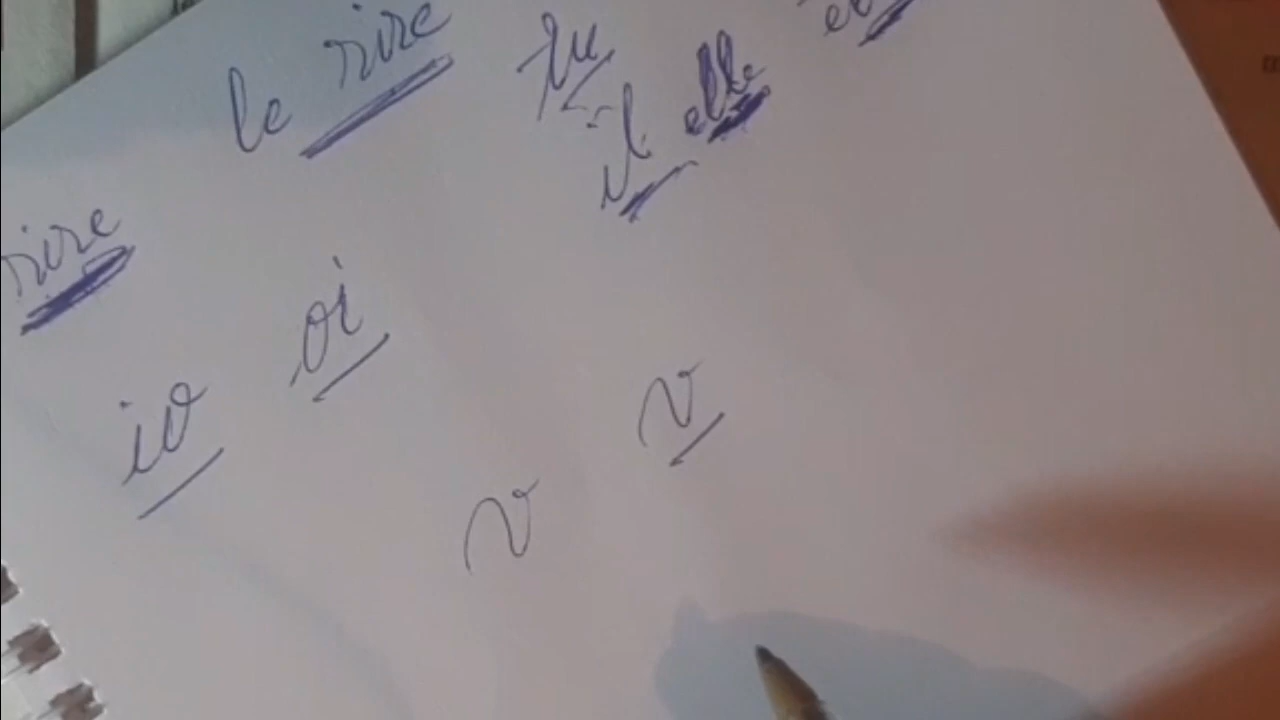 le rire tu
il elle
rire
io oi
v v